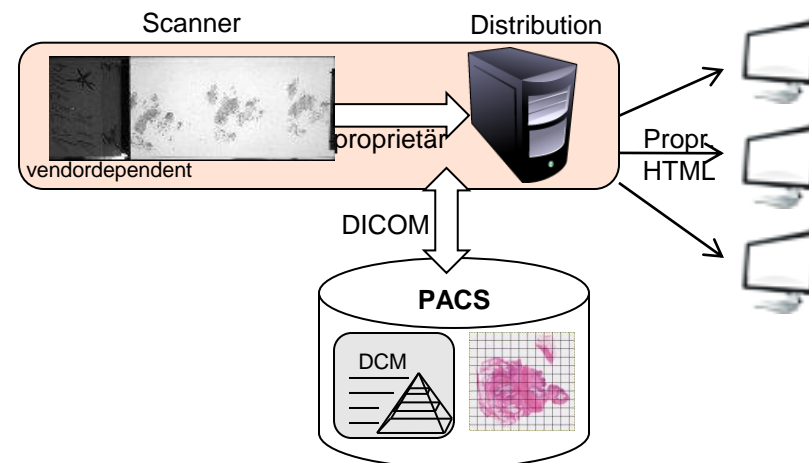 Scanner
Distribution
proprietär
vendordependent
Propr.
HTML
DICOM
PACS
DCM